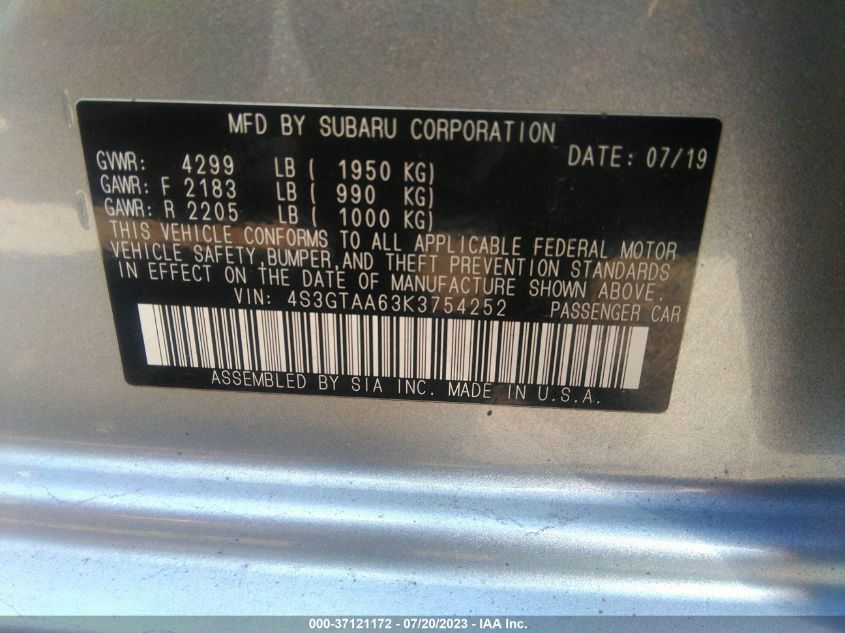 MFD BY SUBARU CORPORATION
DATE: 07/19
GVWR: 4299 LB ( 1950 KG)
GAWR: F 2183 LB ( 990 KG)
GAWR: R 2205 LB ( 1000 KG)
THIS VEHICLE CONFORMS TO ALL APPLICABLE FEDERAL MOTOR
VEHICLE SAFETY,BUMPER,AND THEFT PREVENTION STANDARDS
IN EFFECT ON THE DATE OF MANUFACTURE SHOWN ABOVE.
VIN: 4S3GTAA63K3754252 PASSENGER CAR
ASSEMBLED BY SIA INC. MADE IN U.S.A.
000-37121172 - 07/20/2023 - IAA Inc.